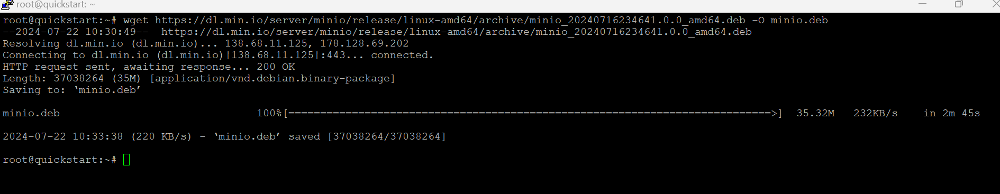 root@quickstart: ~
root@quickstart:~# wget https://dl.min.io/server/minio/release/linux-amd64/archive/minio_20240716234641.0.0_amd64.deb -O minio.deb
--2024-07-22 10:30:49--  https://dl.min.io/server/minio/release/linux-amd64/archive/minio_20240716234641.0.0_amd64.deb
Resolving dl.min.io (dl.min.io)... 138.68.11.125, 178.128.69.202
Connecting to dl.min.io (dl.min.io)|138.68.11.125|:443... connected.
HTTP request sent, awaiting response... 200 OK
Length: 37038264 (35M) [application/vnd.debian.binary-package]
Saving to: ‘minio.deb’
minio.deb                               100%[============================================================================>]  35.32M   232KB/s    in 2m 45s
2024-07-22 10:33:38 (220 KB/s) - ‘minio.deb’ saved [37038264/37038264]
root@quickstart:~#